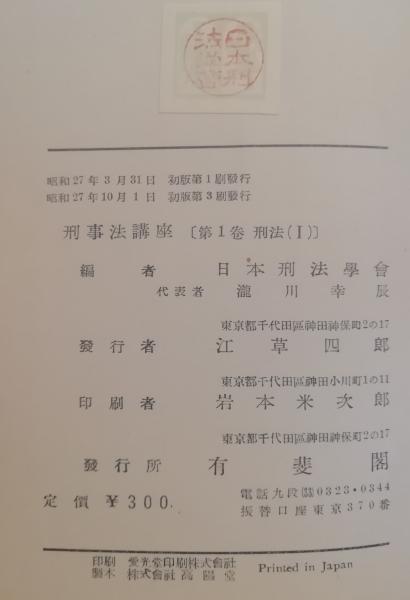 日本刑
法學會
昭和27年3月31日 初版第1刷發行
昭和27年10月1日 初版第3刷發行
刑事法講座 〔第1卷 刑法(I)〕
編者 日本刑法學會
代表者 瀧川幸辰
東京都千代田區神田神保町2の17
發行者 江草四郎
東京都千代田區神田小川町1の11
印刷者 岩本米次郎
東京都千代田區神田神保町2の17
發行所 有斐閣
定價 ¥300.
電話九段㈝0323・0344
振替口座東京370番
印刷 愛光堂印刷株式會社
製本 株式會社高陽堂
Printed in Japan